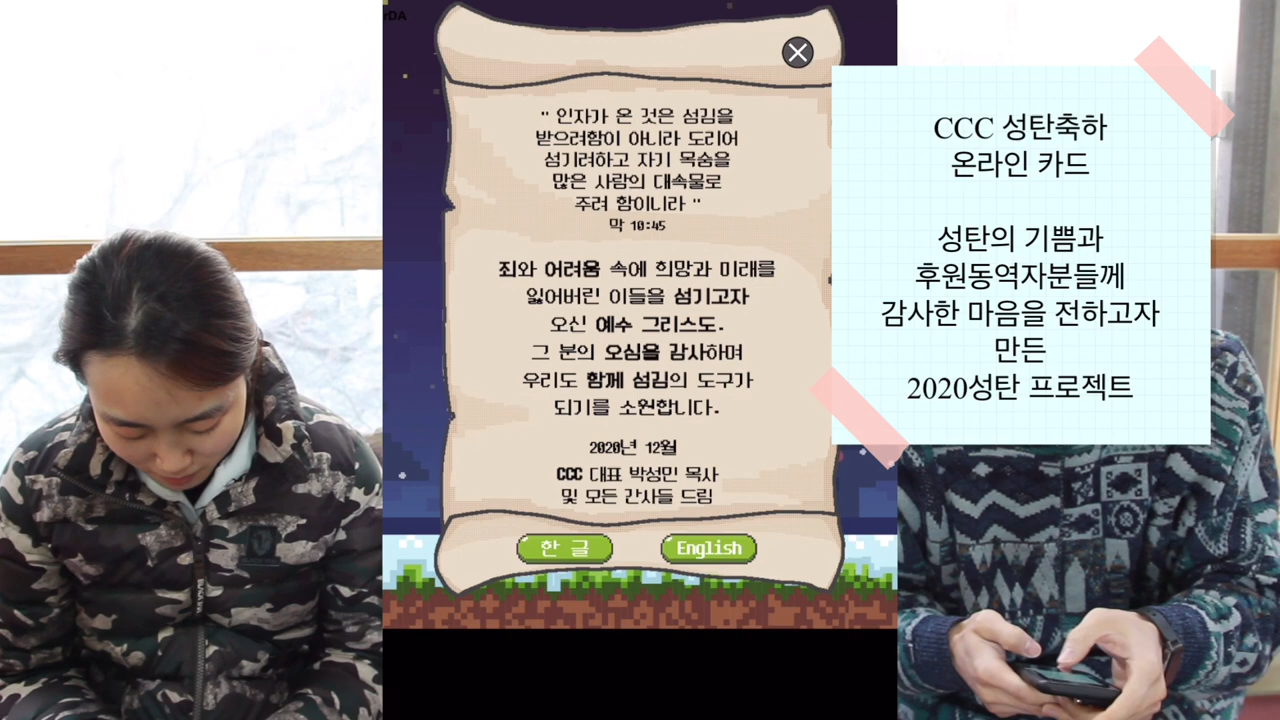 rDA
" 인자가 온 것은 섬김을
받으려함이 아니라 도리어
섬기려하고 자기 목숨을
많은 사람의 대속물로
주려 함이니라 "
막 10:45
죄와 어려움 속에 희망과 미래를
잃어버린 이들을 섬기고자
오신 예수 그리스도.
그 분의 오심을 감사하며
우리도 함께 섬김의 도구가
되기를 소원합니다.
2020년 12월
CCC 대표 박성민 목사
및 모든 간사들 드림
한 글
English
CCC 성탄축하
온라인 카드
성탄의 기쁨과
후원동역자분들께
감사한 마음을 전하고자
만든
2020성탄 프로젝트